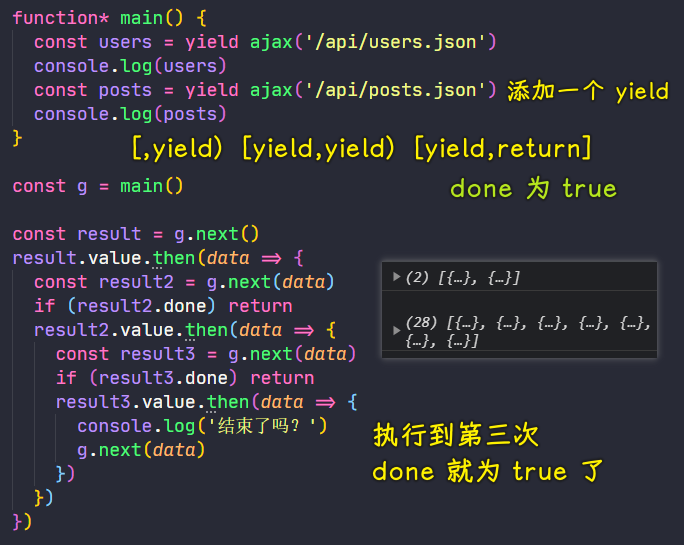 function* main() {
const users = yield ajax('/api/users.json')
console.log(users)
const posts = yield ajax('/api/posts.json') 添加一个 yield
console.log(posts)
}
[,yield) [yield,yield) [yield,return]
const g = main()
done 为 true
const result = g.next()
result.value.then(data => {
const result2 = g.next(data)
if (result2.done) return
result2.value.then(data => {
const result3 = g.next(data)
if (result3.done) return
result3.value.then(data => {
console.log('结束了吗？')
g.next(data)
})
})
})
(2) [{…}, {…}]
(28) [{…}, {…}, {…}, {…}, {…},
{…}, {…}]
执行到第三次
done 就为 true 了